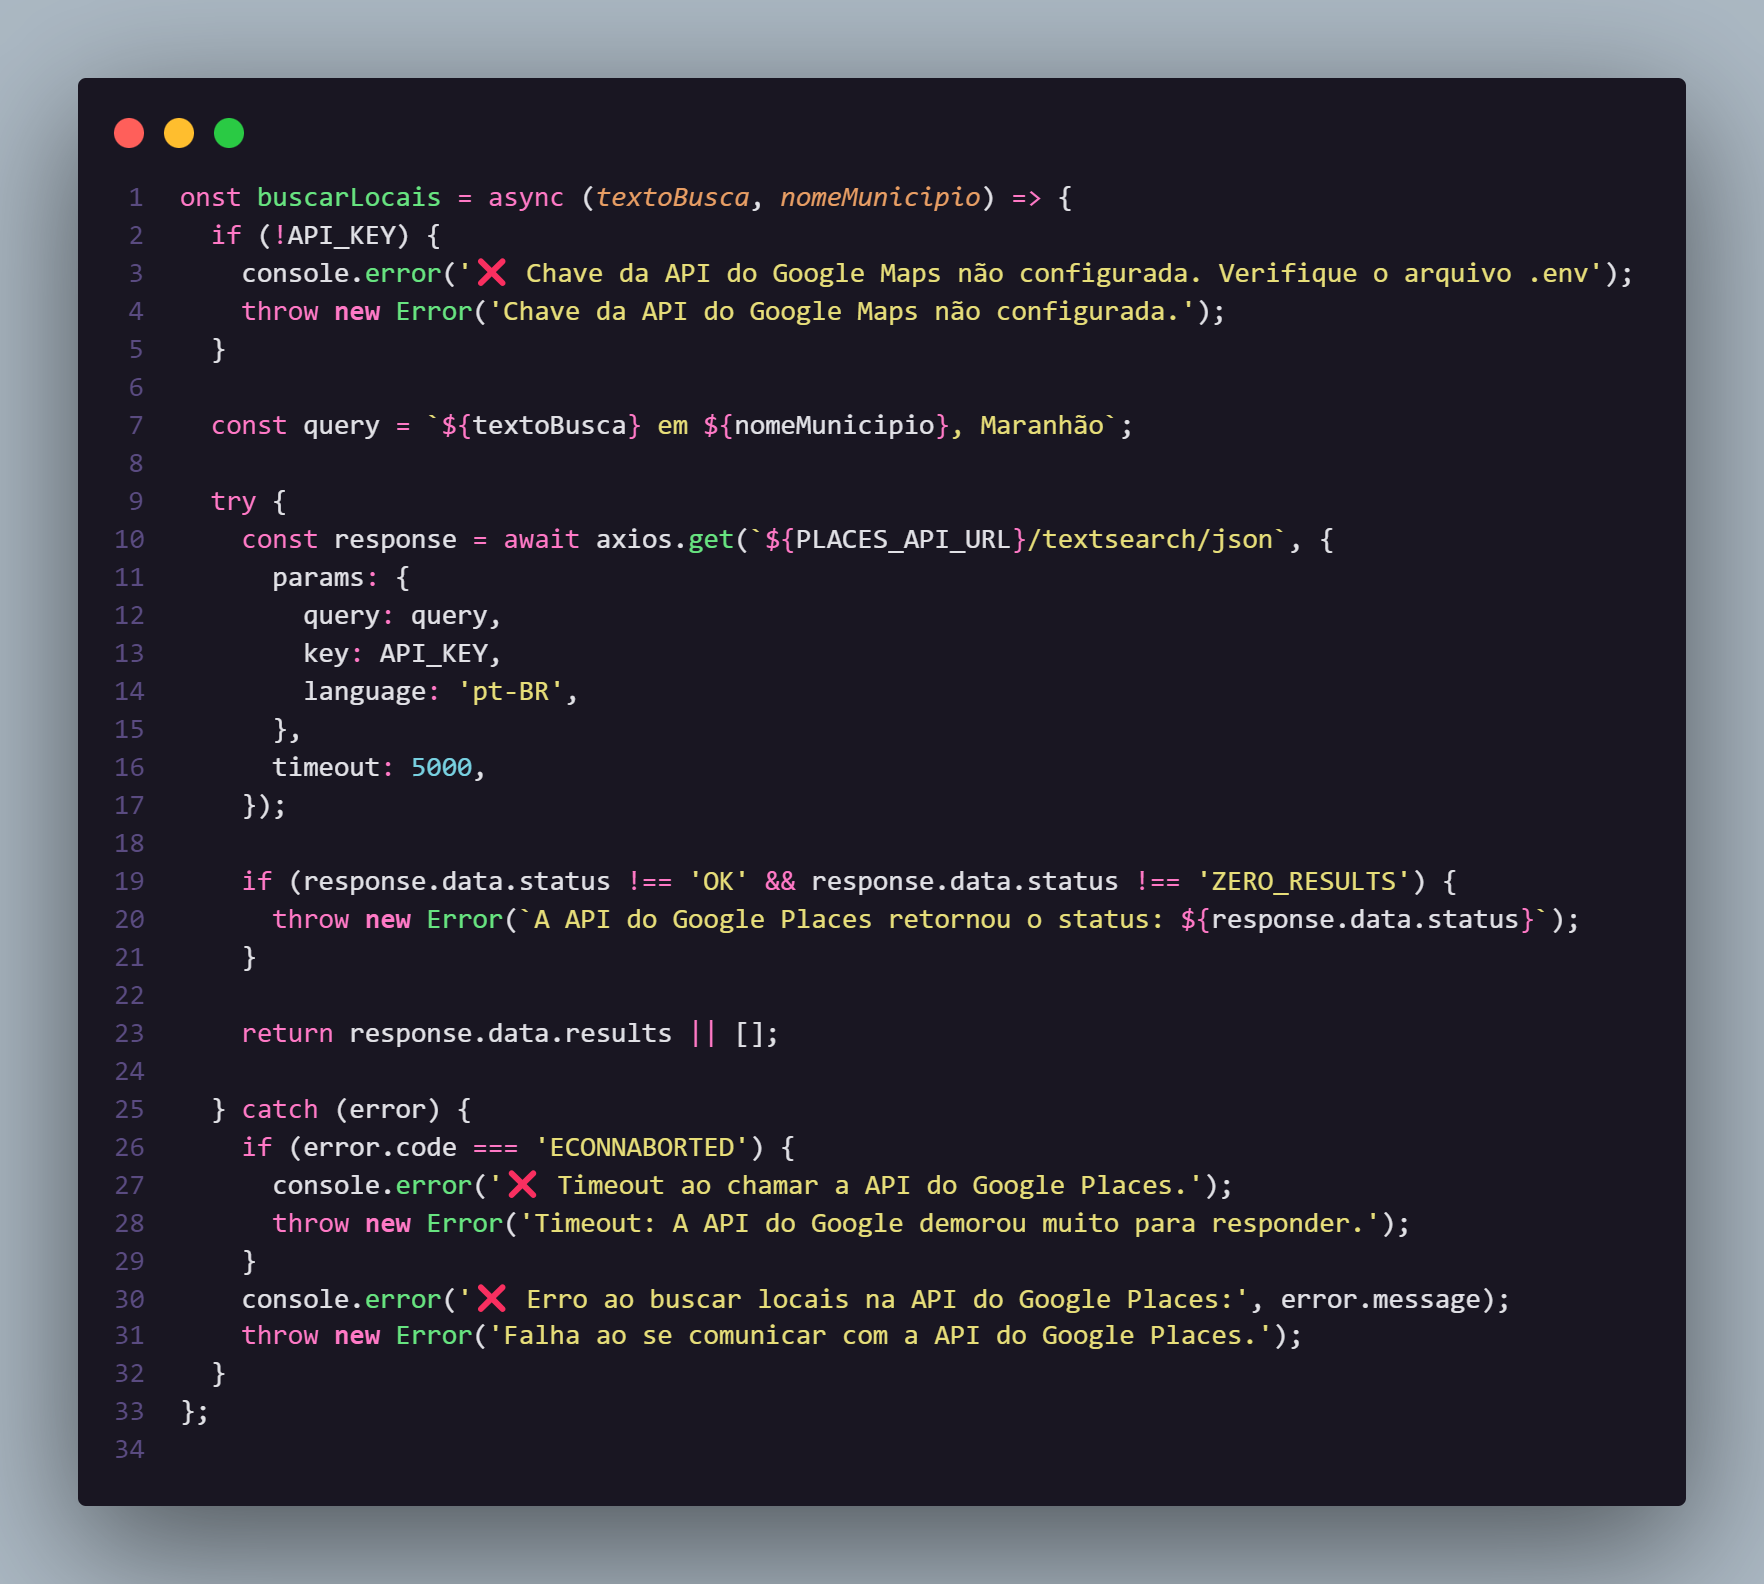 1 onst buscarLocais = async (textoBusca, nomeMunicipio) => {
2   if (!API_KEY) {
3     console.error('❌ Chave da API do Google Maps não configurada. Verifique o arquivo .env');
4     throw new Error('Chave da API do Google Maps não configurada.');
5   }
6
7   const query = `${textoBusca} em ${nomeMunicipio}, Maranhão`;
8
9   try {
10     const response = await axios.get(`${PLACES_API_URL}/textsearch/json`, {
11       params: {
12         query: query,
13         key: API_KEY,
14         language: 'pt-BR',
15       },
16       timeout: 5000,
17     });
18
19     if (response.data.status !== 'OK' && response.data.status !== 'ZERO_RESULTS') {
20       throw new Error(`A API do Google Places retornou o status: ${response.data.status}`);
21     }
22
23     return response.data.results || [];
24
25   } catch (error) {
26     if (error.code === 'ECONNABORTED') {
27       console.error('❌ Timeout ao chamar a API do Google Places.');
28       throw new Error('Timeout: A API do Google demorou muito para responder.');
29     }
30     console.error('❌ Erro ao buscar locais na API do Google Places:', error.message);
31     throw new Error('Falha ao se comunicar com a API do Google Places.');
32   }
33 };
34